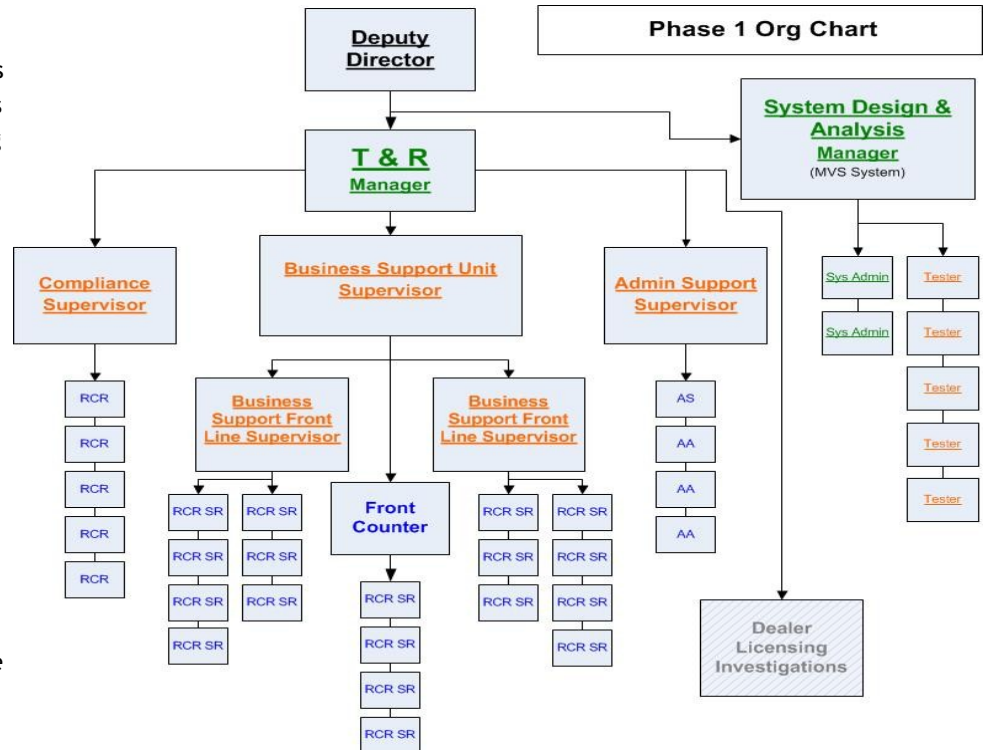 Phase 1 Org Chart
Deputy
Director
System Design &
Analysis
Manager
(MVS System)
T & R
Manager
Compliance
Supervisor
Business Support Unit
Supervisor
Admin Support
Supervisor
Sys Admin
Tester
Sys Admin
Tester
Tester
Tester
Tester
Business
Support Front
Line Supervisor
Business
Support Front
Line Supervisor
RCR
RCR
RCR
RCR
RCR
AS
AA
AA
AA
RCR SR
RCR SR
RCR SR
RCR SR
RCR SR
RCR SR
RCR SR
Front
Counter
RCR SR
RCR SR
RCR SR
RCR SR
RCR SR
RCR SR
RCR SR
RCR SR
RCR SR
RCR SR
RCR SR
Dealer
Licensing
Investigations